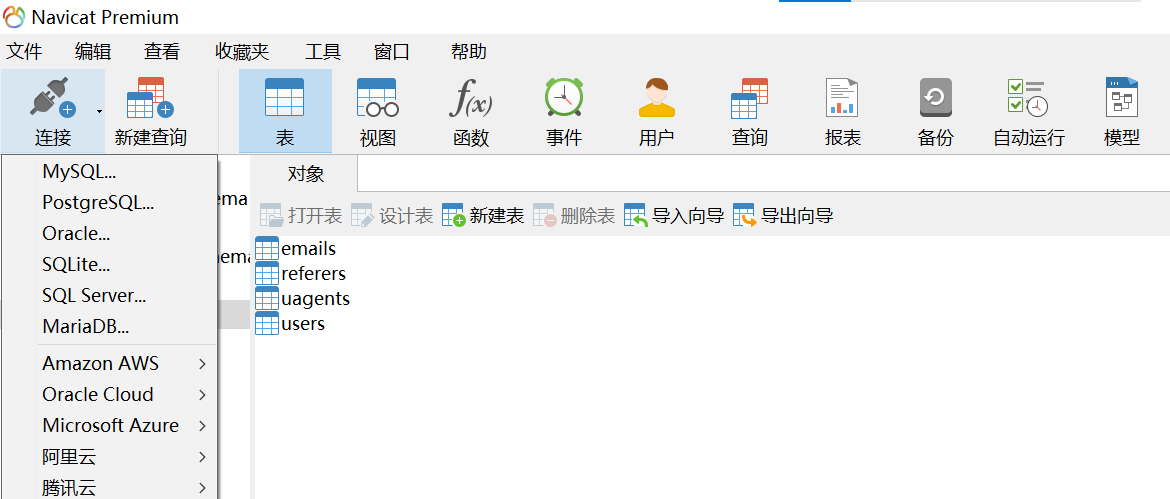 Navicat Premium
文件 编辑 查看 收藏夹 工具 窗口 帮助
连接 新建查询 表 视图 函数 事件 用户 查询 报表 备份 自动运行 模型
MySQL...
PostgreSQL...
Oracle...
SQLite...
SQL Server...
MariaDB...
Amazon AWS
Oracle Cloud
Microsoft Azure
阿里云
腾讯云
对象
打开表 设计表 新建表 删除表 导入向导 导出向导
emails
referers
uagents
users